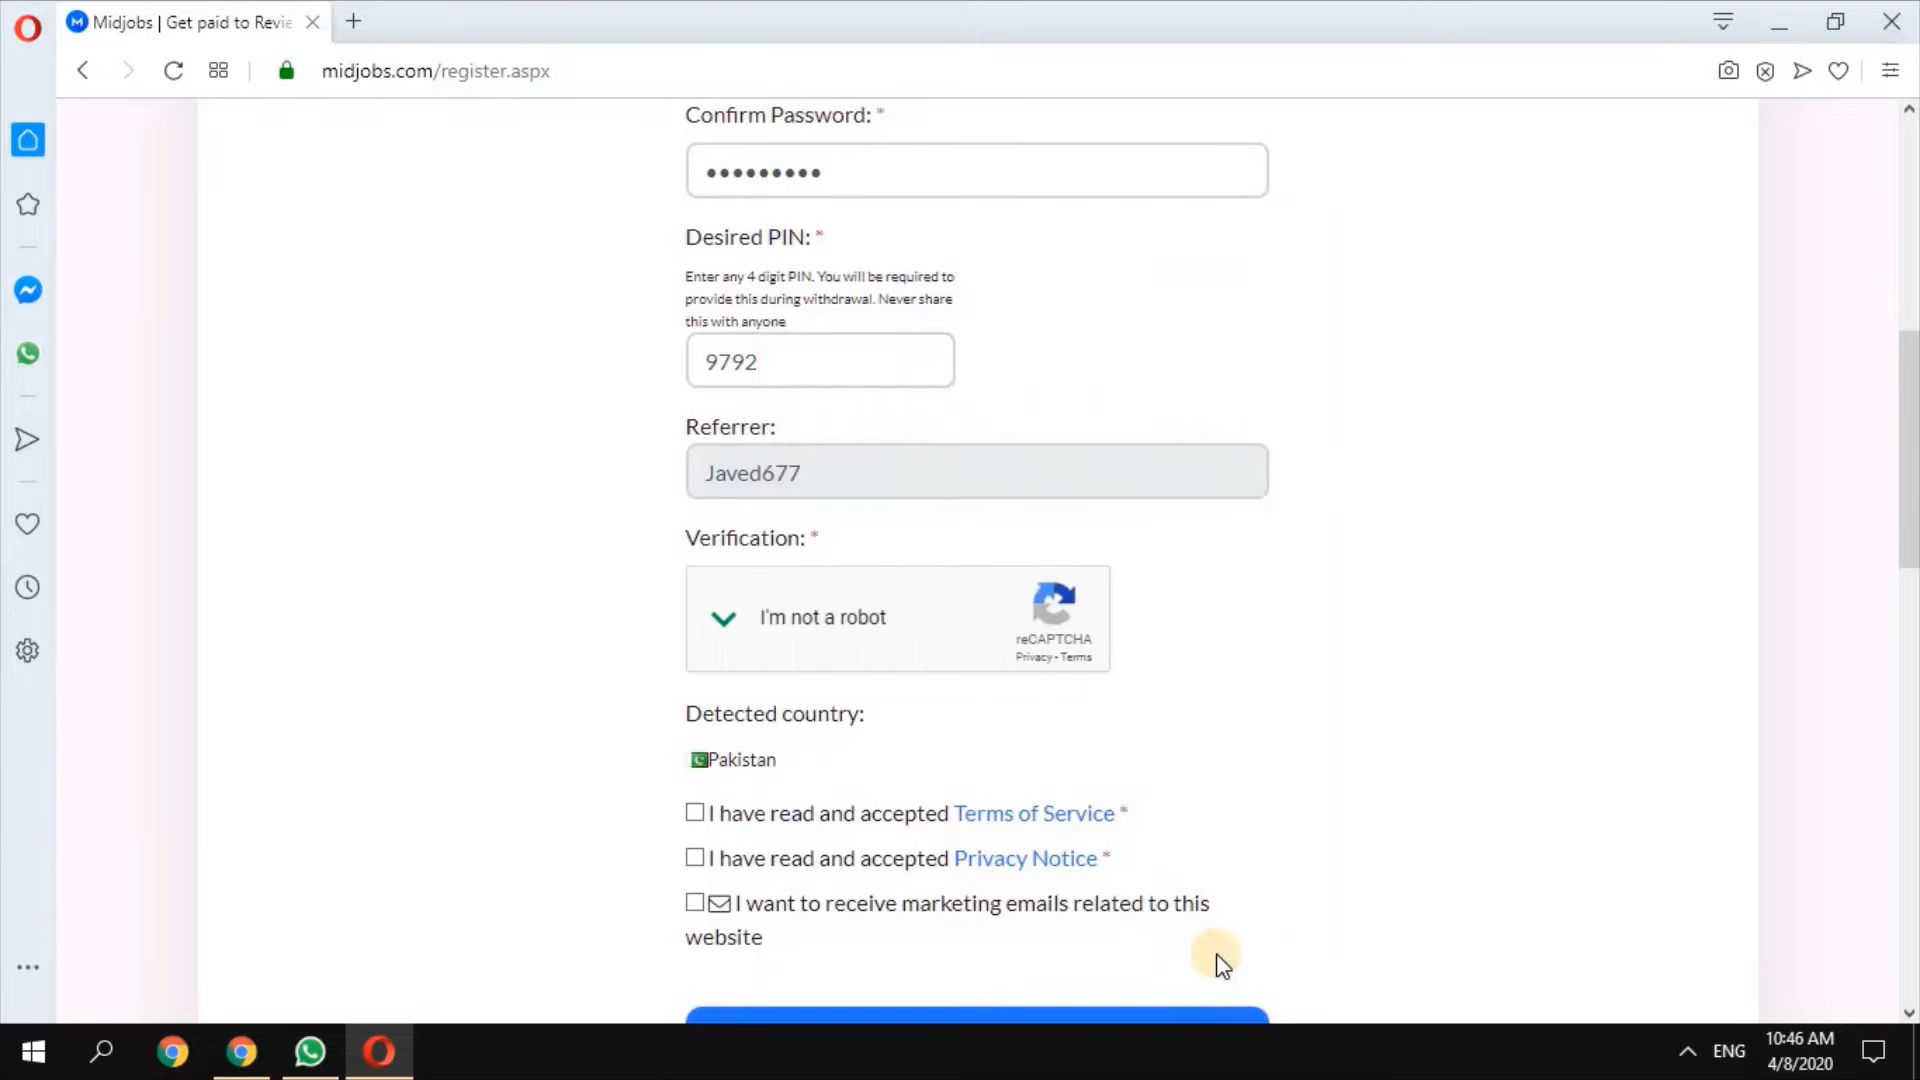 Midjobs | Get paid to Revie
midjobs.com/register.aspx
Confirm Password: *
•••••••••
Desired PIN: *
Enter any 4 digit PIN. You will be required to
provide this during withdrawal. Never share
this with anyone
9792
Referrer:
Javed677
Verification: *
I'm not a robot
reCAPTCHA
Privacy - Terms
Detected country:
Pakistan
I have read and accepted Terms of Service *
I have read and accepted Privacy Notice *
I want to receive marketing emails related to this
website
ENG
10:46 AM
4/8/2020